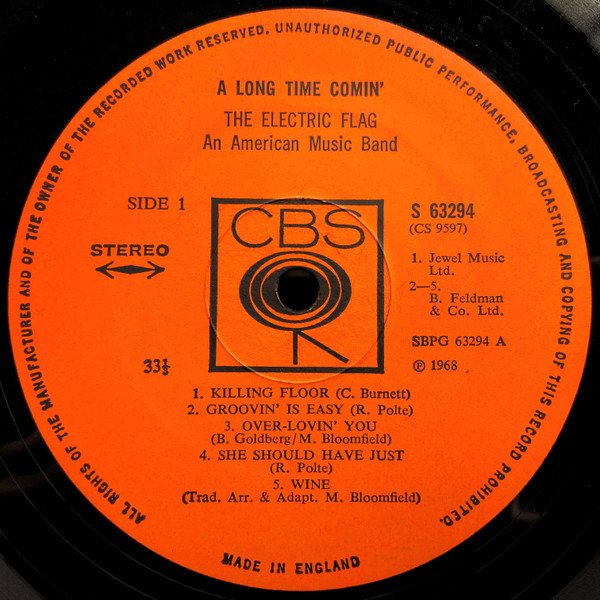 ALL RIGHTS OF THE MANUFACTURER AND OF THE OWNER OF THE RECORDED WORK RESERVED. UNAUTHORIZED PUBLIC PERFORMANCE, BROADCASTING AND COPYING OF THIS RECORD PROHIBITED.
A LONG TIME COMIN'
THE ELECTRIC FLAG
An American Music Band
SIDE 1
STEREO
33⅓
CBS
S 63294
(CS 9597)
1. Jewel Music
Ltd.
2—5.
B. Feldman
& Co. Ltd.
SBPG 63294 A
℗ 1968
1. KILLING FLOOR (C. Burnett)
2. GROOVIN' IS EASY (R. Polte)
3. OVER-LOVIN' YOU
(B. Goldberg/M. Bloomfield)
4. SHE SHOULD HAVE JUST
(R. Polte)
5. WINE
(Trad. Arr. & Adapt. M. Bloomfield)
MADE IN ENGLAND